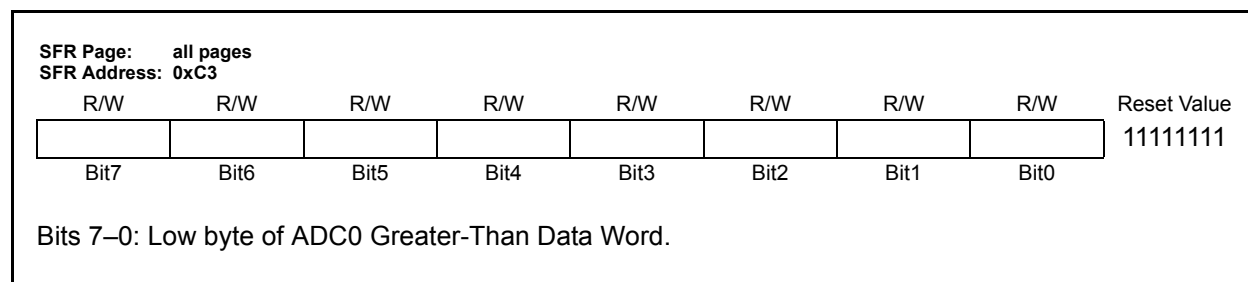 SFR Page: all pages
SFR Address: 0xC3
R/W R/W R/W R/W R/W R/W R/W R/W Reset Value
11111111
Bit7 Bit6 Bit5 Bit4 Bit3 Bit2 Bit1 Bit0
Bits 7–0: Low byte of ADC0 Greater-Than Data Word.